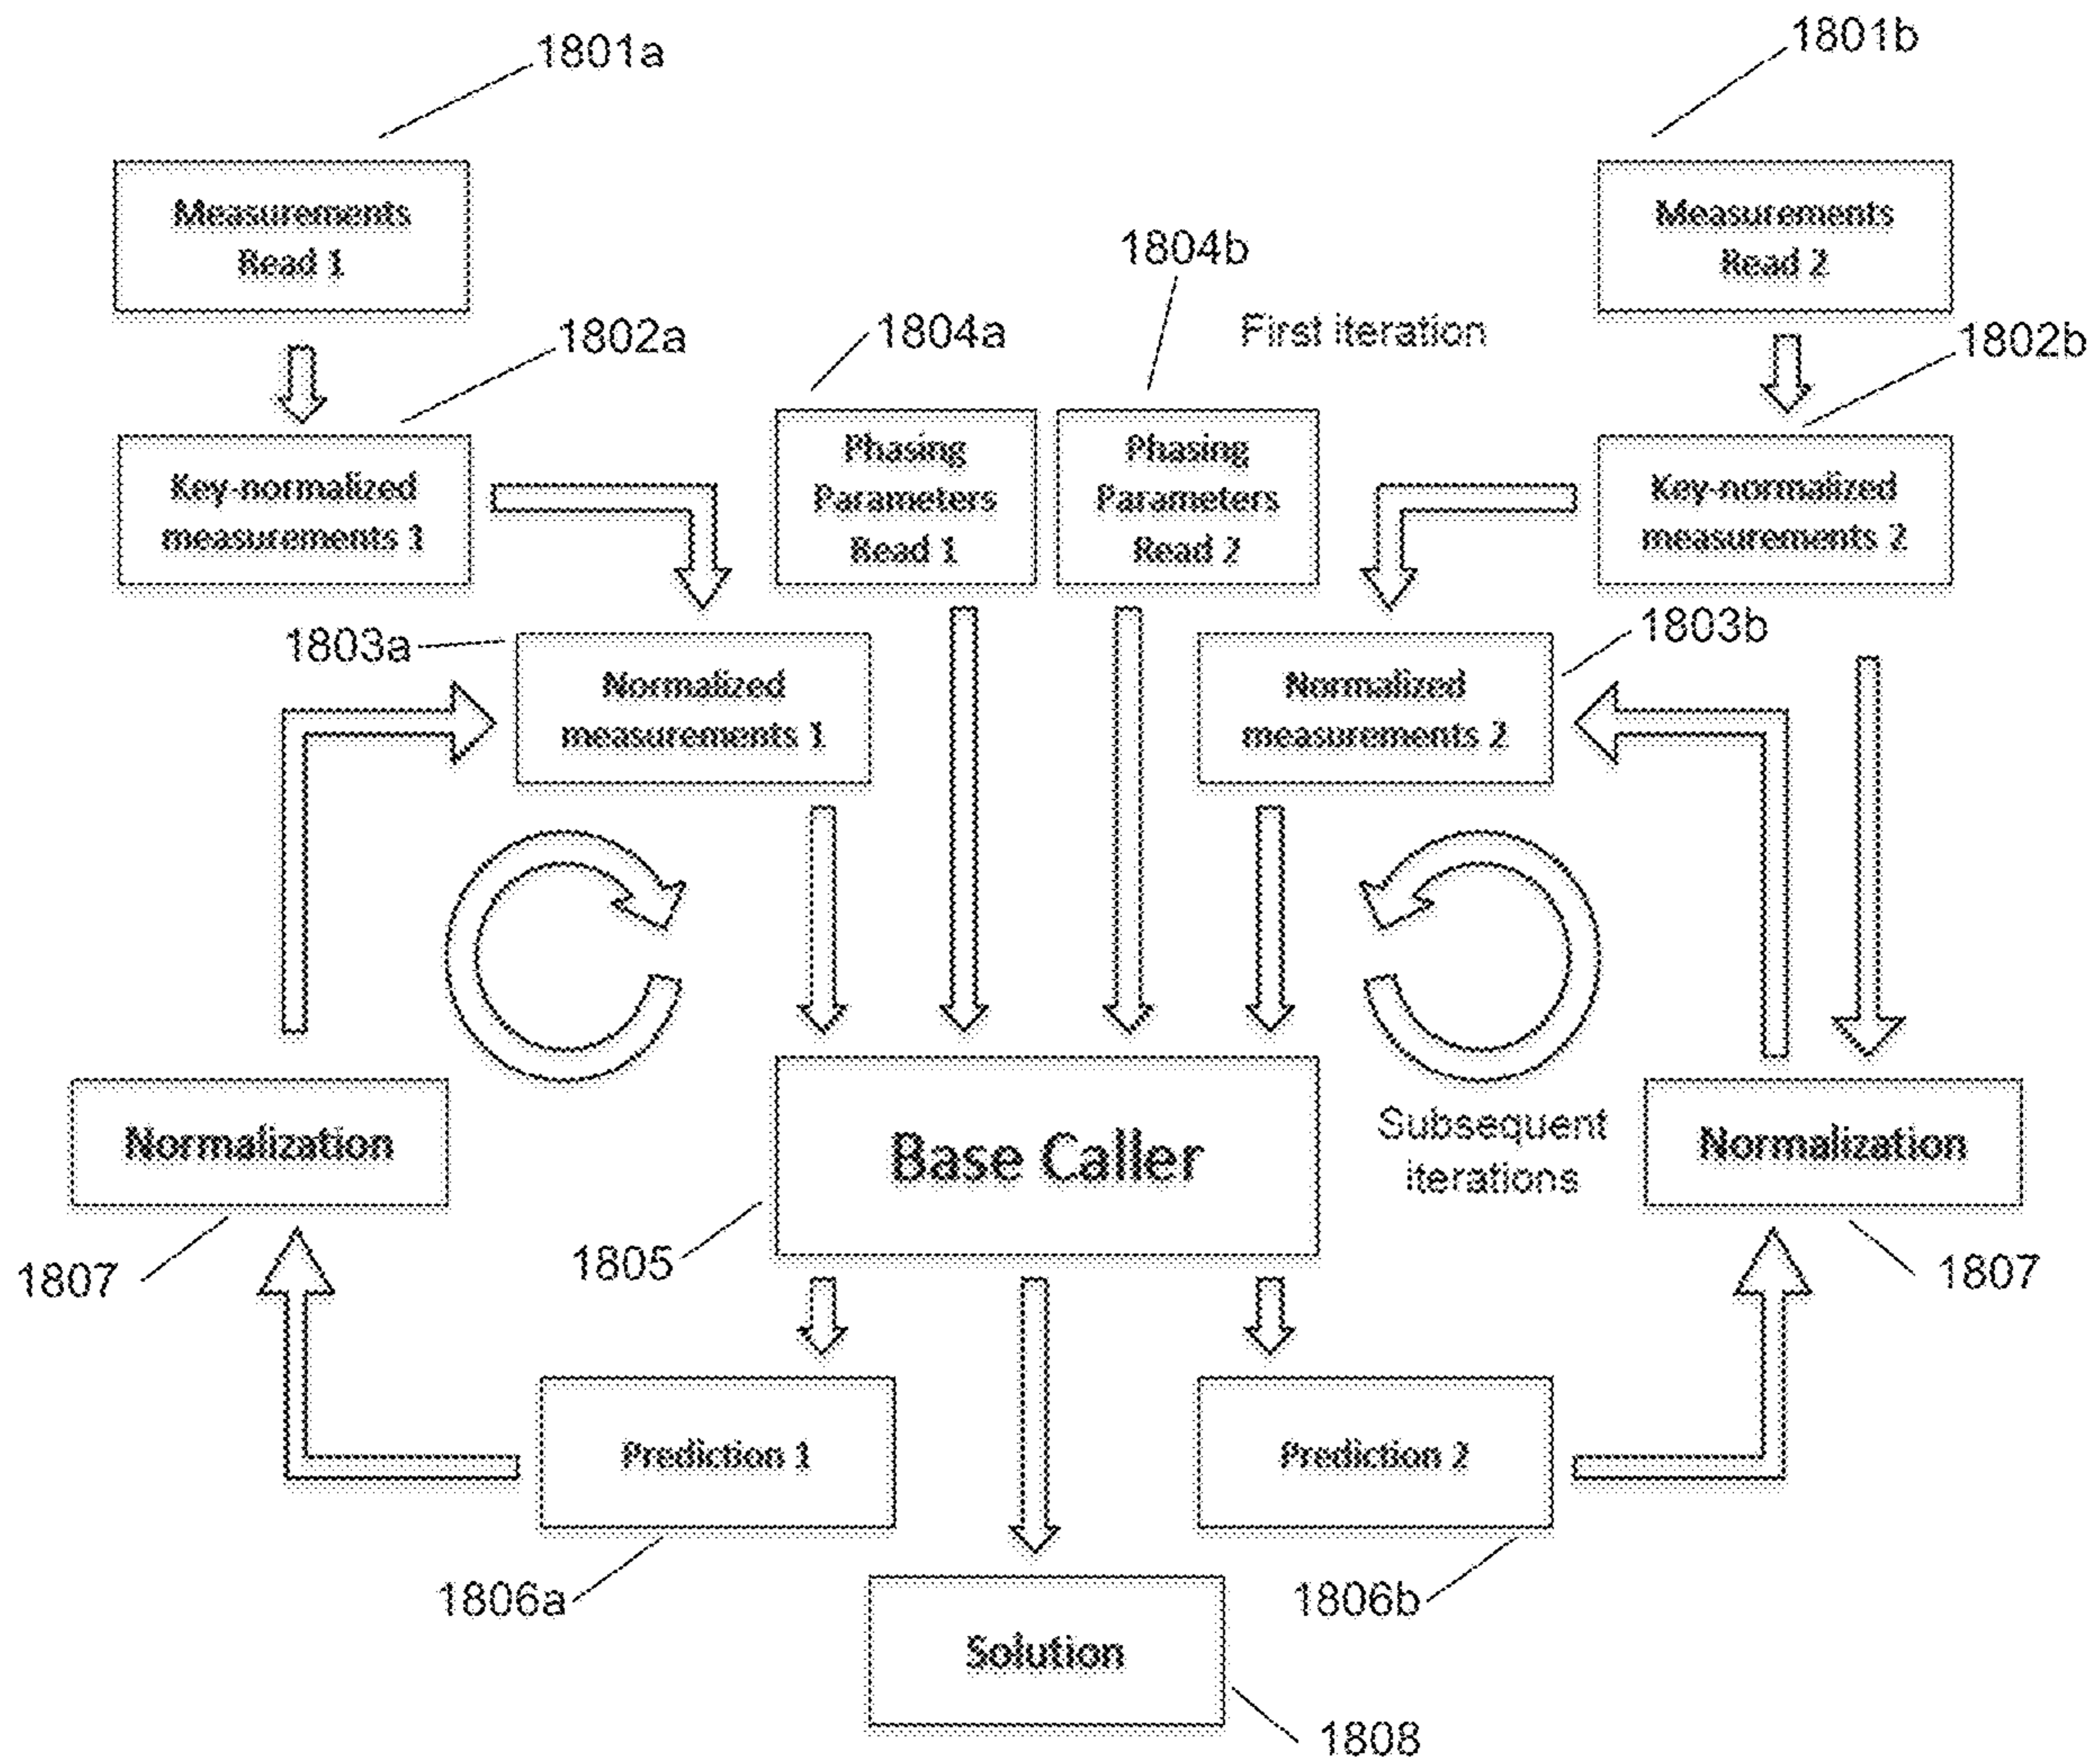 1801a
1801b
Measurements
Read 1
Measurements
Read 2
1804b
1804a
First iteration
1802a
1802b
Key-normalized
measurements 1
Phasing
Parameters
Read 1
Phasing
Parameters
Read 2
Key-normalized
measurements 2
1803a
1803b
Normalized
measurements 1
Normalized
measurements 2
Normalization
Base Caller
Subsequent
iterations
Normalization
1807
1805
1807
Prediction 1
Prediction 2
1806a
1806b
Solution
1808